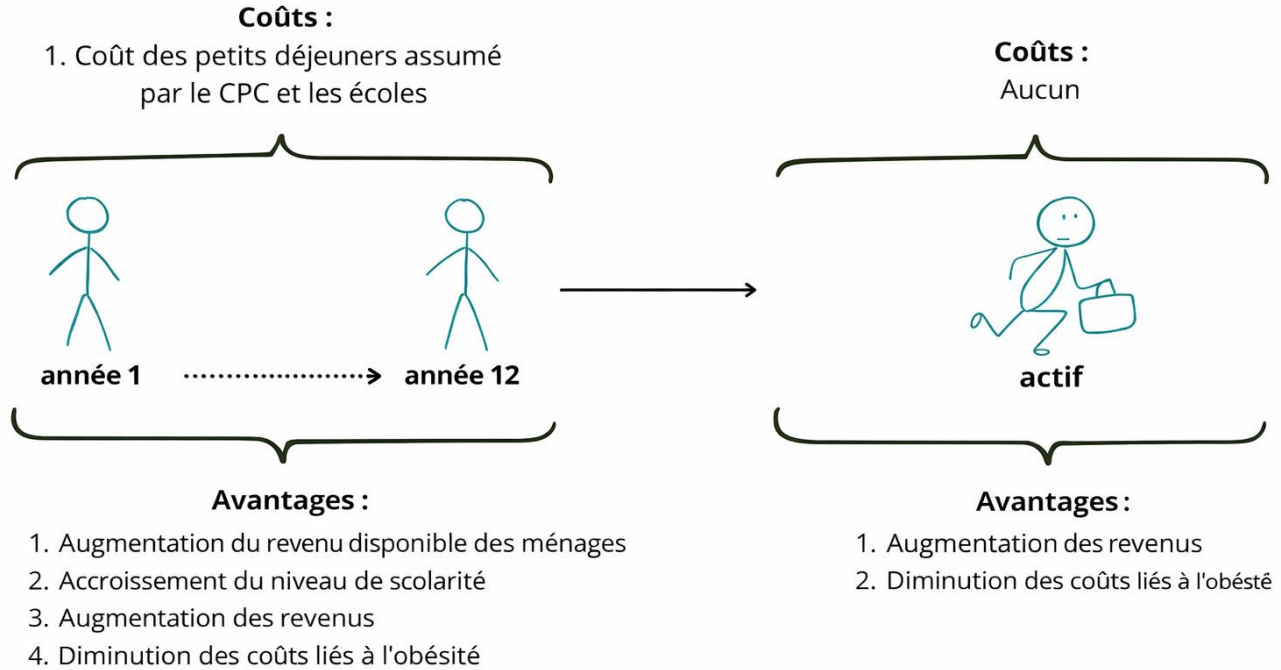 Coûts :
1. Coût des petits déjeuners assumé
par le CPC et les écoles
Coûts :
Aucun
année 1
année 12
actif
Avantages :
1. Augmentation du revenu disponible des ménages
2. Accroissement du niveau de scolarité
3. Augmentation des revenus
4. Diminution des coûts liés à l'obésité
Avantages :
1. Augmentation des revenus
2. Diminution des coûts liés à l'obésté